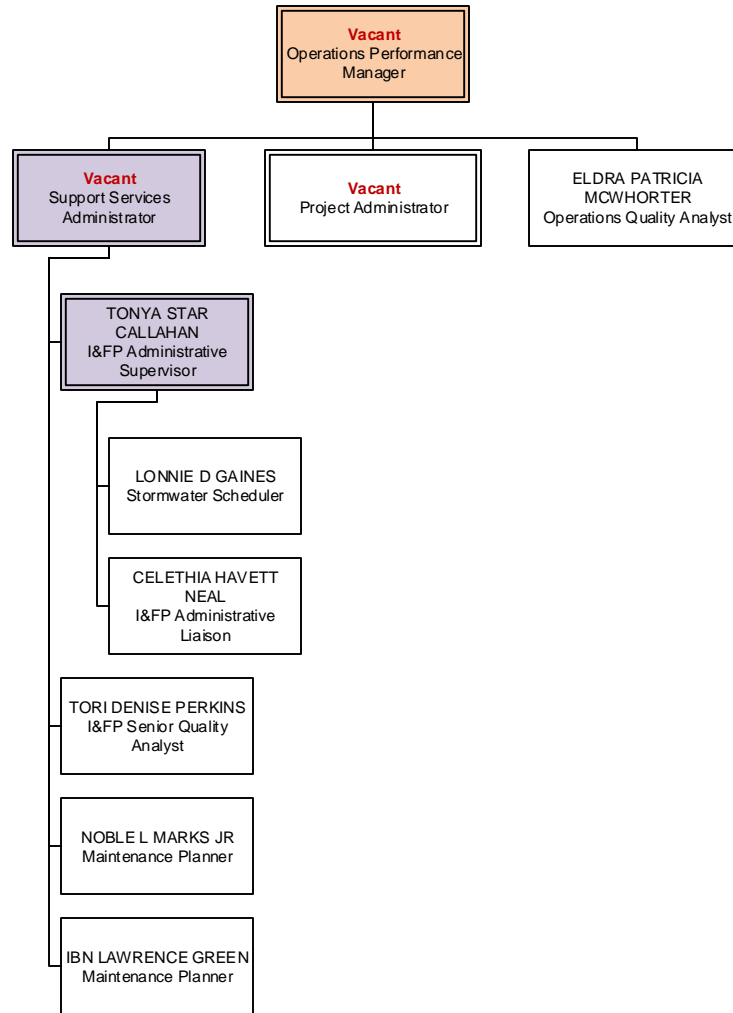 Vacant
Operations Performance
Manager
Vacant
Support Services
Administrator
Vacant
Project Administrator
ELDRA PATRICIA
MCWHORTER
Operations Quality Analyst
TONYA STAR
CALLAHAN
I&FP Administrative
Supervisor
LONNIE D GAINES
Stormwater Scheduler
CELETHIA HAVETT
NEAL
I&FP Administrative
Liaison
TORI DENISE PERKINS
I&FP Senior Quality
Analyst
NOBLE L MARKS JR
Maintenance Planner
IBN LAWRENCE GREEN
Maintenance Planner